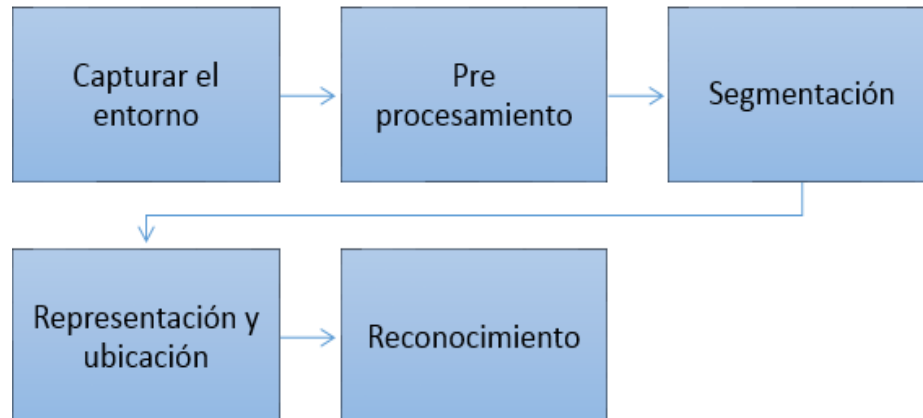 Capturar el
entorno
Pre
procesamiento
Segmentación
Representación y
ubicación
Reconocimiento